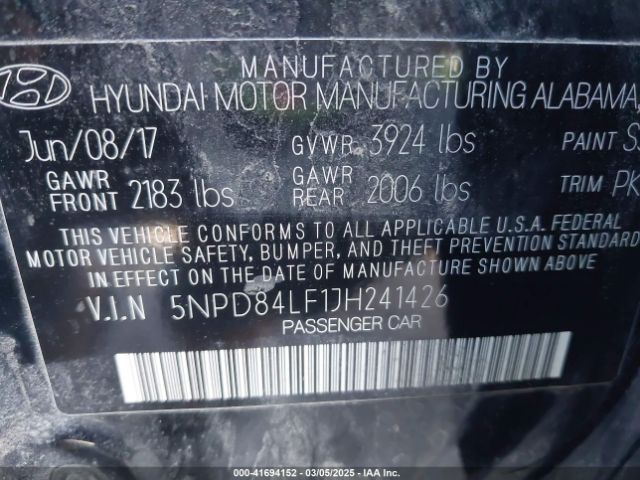 MANUFACTURED BY
HYUNDAI MOTOR MANUFACTURING ALABAMA,
Jun/08/17 GVWR 3924 lbs PAINT
GAWR FRONT 2183 lbs GAWR REAR 2006 lbs TRIM PK
THIS VEHICLE CONFORMS TO ALL APPLICABLE U.S.A. FEDERAL
MOTOR VEHICLE SAFETY, BUMPER, AND THEFT PREVENTION STANDARD
IN EFFECT ON THE DATE OF MANUFACTURE SHOWN ABOVE
V.I.N 5NPD84LF1JH241426
PASSENGER CAR
000-41694152 | 03/05/2025 | IAA, Inc.